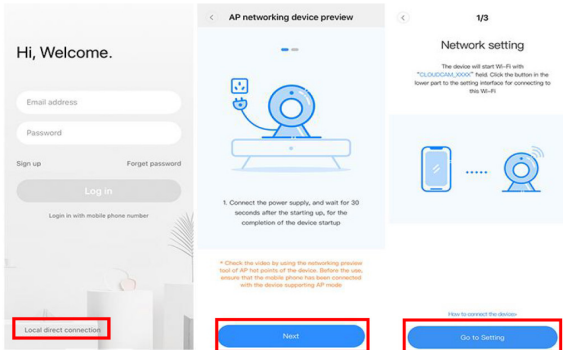 Hi, Welcome.
Email address
Password
Sign up
Forget password
Log in
Login in with mobile phone number
Local direct connection
AP networking device preview
1. Connect the power supply, and wait for 30
seconds after the starting up, for the
completion of the device startup
* Check the video by using the networking preview
tool of AP hot points of the device. Before the use,
ensure that the mobile phone has been connected
with the device supporting AP mode
Next
1/3
Network setting
The device will start Wi-Fi with
"CLOUDCAM_XXXX" field. Click the button in the
lower part to the setting interface for connecting to
this Wi-Fi
How to connect the device>
Go to Setting